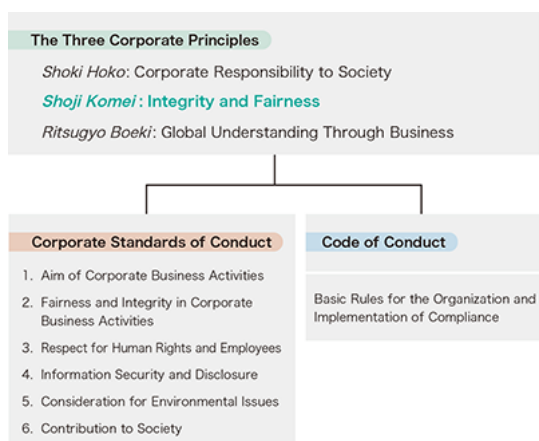 The Three Corporate Principles
Shoki Hoko: Corporate Responsibility to Society
Shoji Komei: Integrity and Fairness
Ritsugyo Boeki: Global Understanding Through Business
Corporate Standards of Conduct
1. Aim of Corporate Business Activities
2. Fairness and Integrity in Corporate
Business Activities
3. Respect for Human Rights and Employees
4. Information Security and Disclosure
5. Consideration for Environmental Issues
6. Contribution to Society
Code of Conduct
Basic Rules for the Organization and
Implementation of Compliance